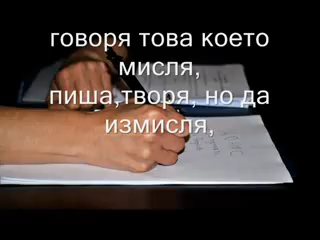 говоря това което
мисля,
пиша,творя, но да
измисля,